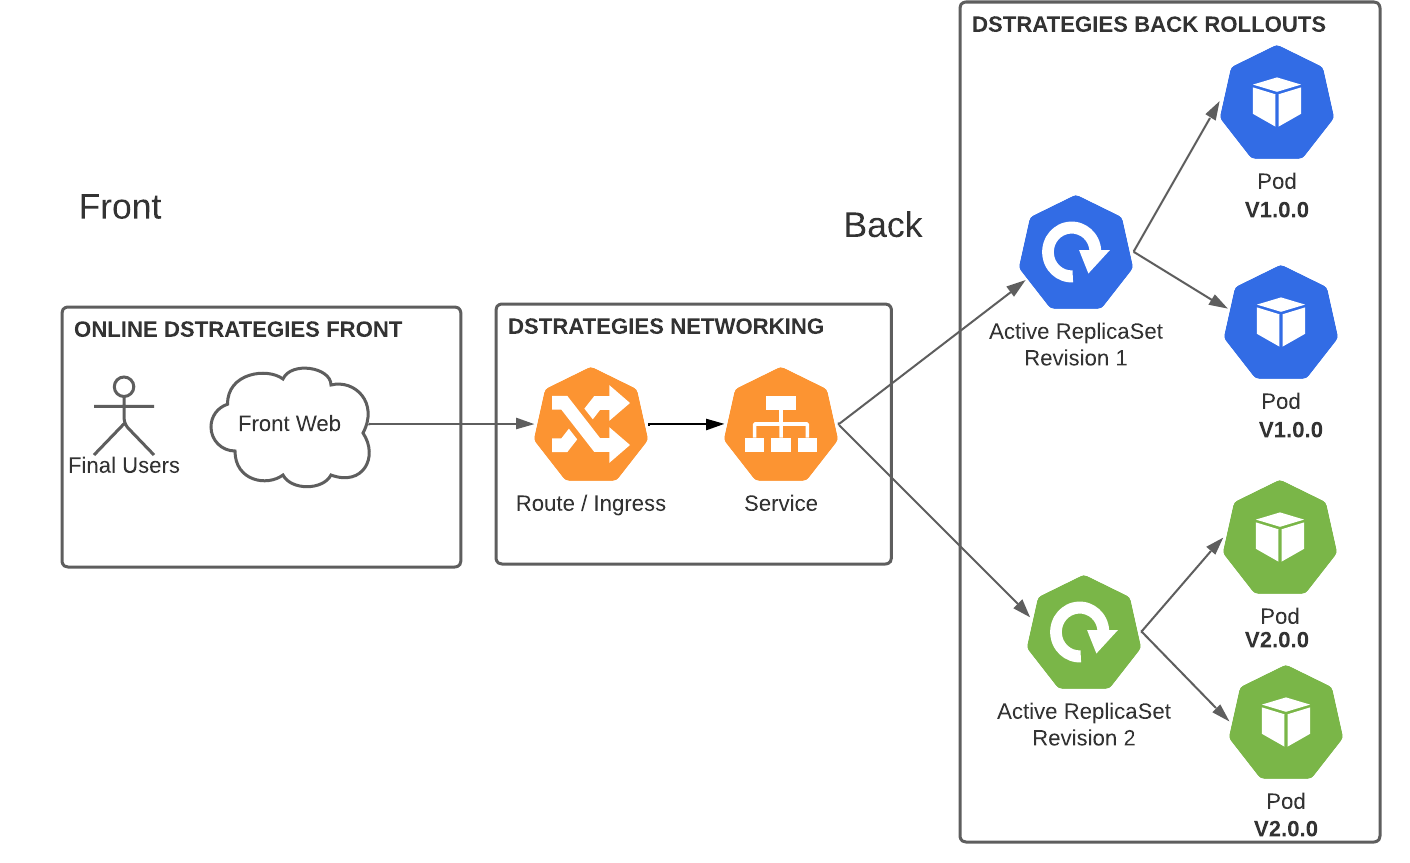 Front
Back
ONLINE DSTRATEGIES FRONT
Final Users
Front Web
DSTRATEGIES NETWORKING
Route / Ingress
Service
DSTRATEGIES BACK ROLLOUTS
Active ReplicaSet
Revision 1
Pod
V1.0.0
Pod
V1.0.0
Active ReplicaSet
Revision 2
Pod
V2.0.0
Pod
V2.0.0